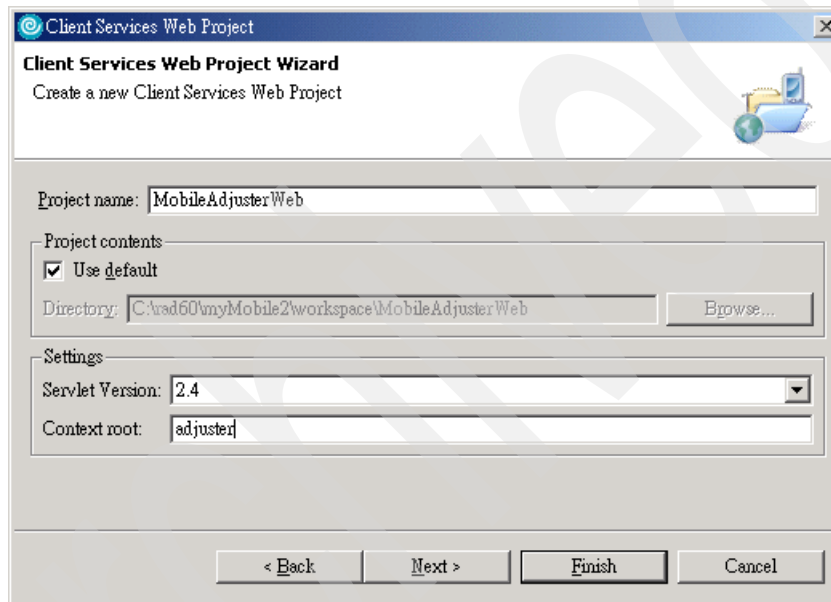 Client Services Web Project
Client Services Web Project Wizard
Create a new Client Services Web Project
Project name: MobileAdjusterWeb
Project contents
Use default
Directory: C:\rad60\myMobile2\workspace\MobileAdjusterWeb Browse...
Settings
Servlet Version: 2.4
Context root: adjuster
< Back Next > Finish Cancel